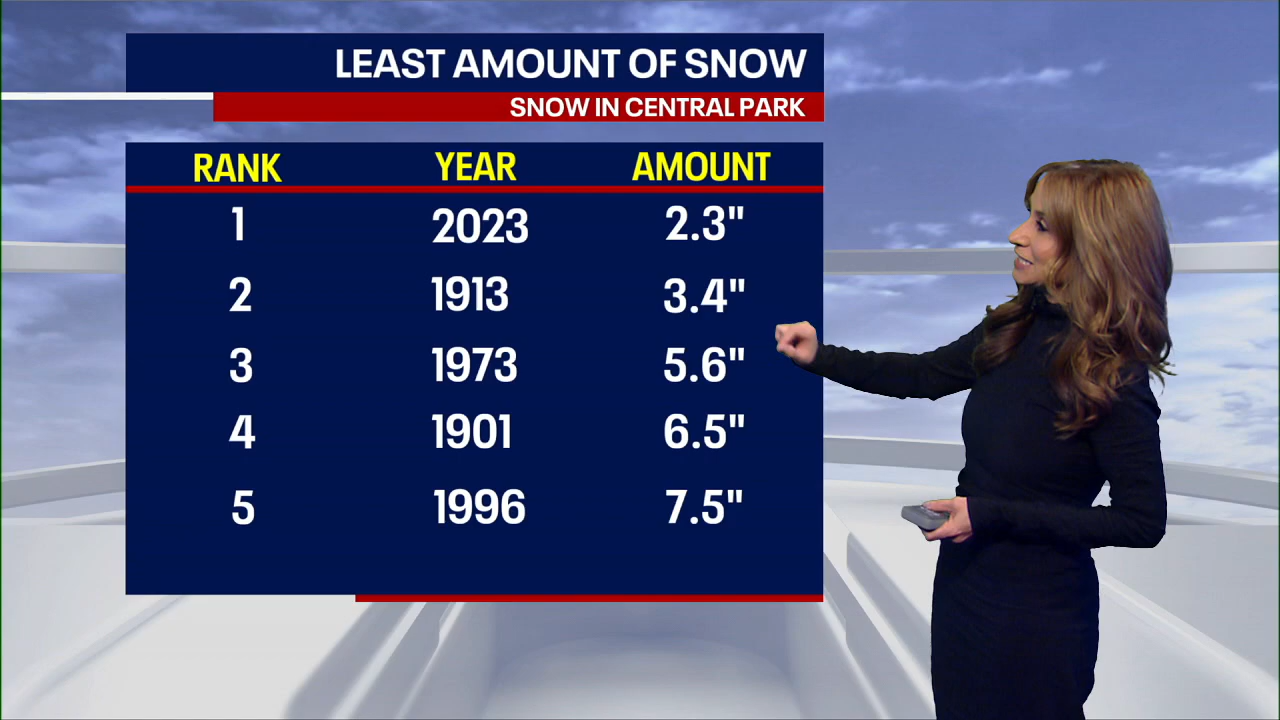 LEAST AMOUNT OF SNOW
SNOW IN CENTRAL PARK
RANK YEAR AMOUNT
1 2023 2.3"
2 1913 3.4"
3 1973 5.6"
4 1901 6.5"
5 1996 7.5"